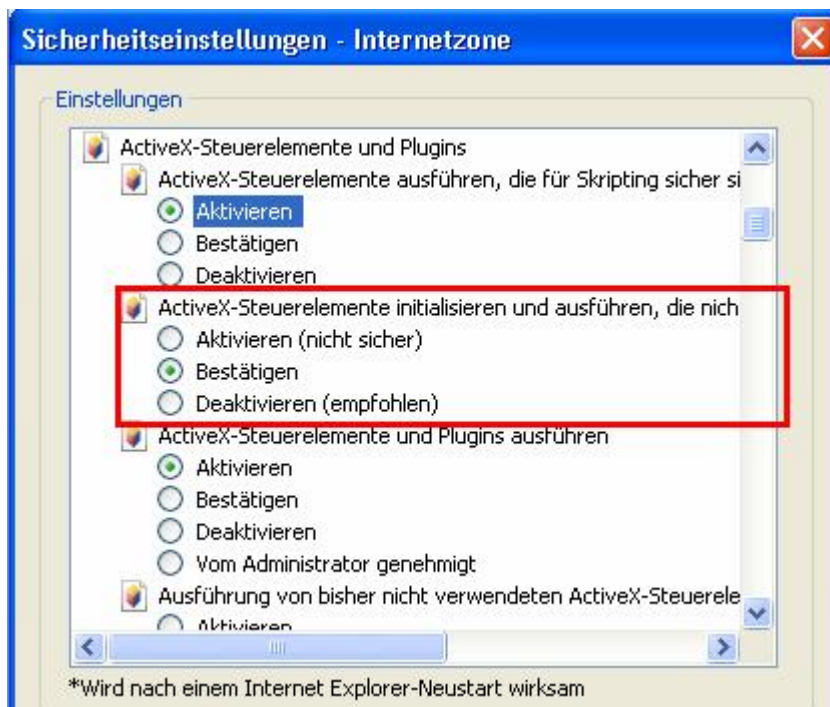 Sicherheitseinstellungen - Internetzone
Einstellungen
ActiveX-Steuerelemente und Plugins
ActiveX-Steuerelemente ausführen, die für Skripting sicher si
Aktivieren
Bestätigen
Deaktivieren
ActiveX-Steuerelemente initialisieren und ausführen, die nich
Aktivieren (nicht sicher)
Bestätigen
Deaktivieren (empfohlen)
ActiveX-Steuerelemente und Plugins ausführen
Aktivieren
Bestätigen
Deaktivieren
Vom Administrator genehmigt
Ausführung von bisher nicht verwendeten ActiveX-Steuerele
Aktivieren
*Wird nach einem Internet Explorer-Neustart wirksam